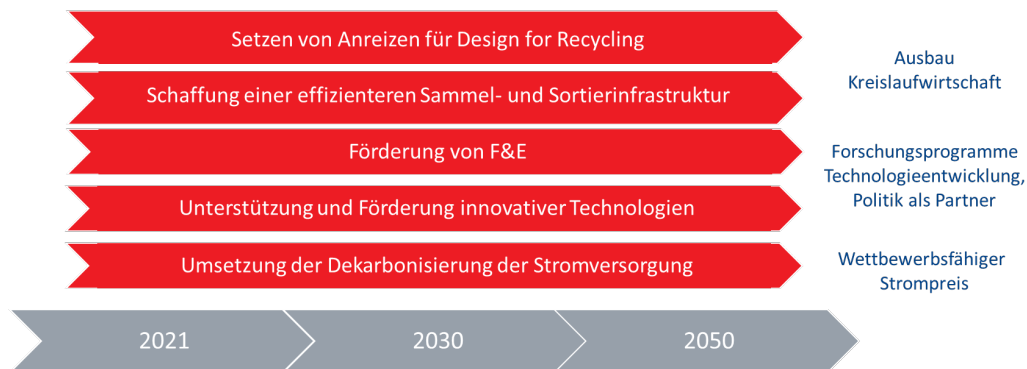 Setzen von Anreizen für Design for Recycling
Schaffung einer effizienteren Sammel- und Sortierinfrastruktur
Ausbau
Kreislaufwirtschaft
Förderung von F&E
Unterstützung und Förderung innovativer Technologien
Forschungsprogramme
Technologieentwicklung,
Politik als Partner
Umsetzung der Dekarbonisierung der Stromversorgung
Wettbewerbsfähiger
Strompreis
2021
2030
2050